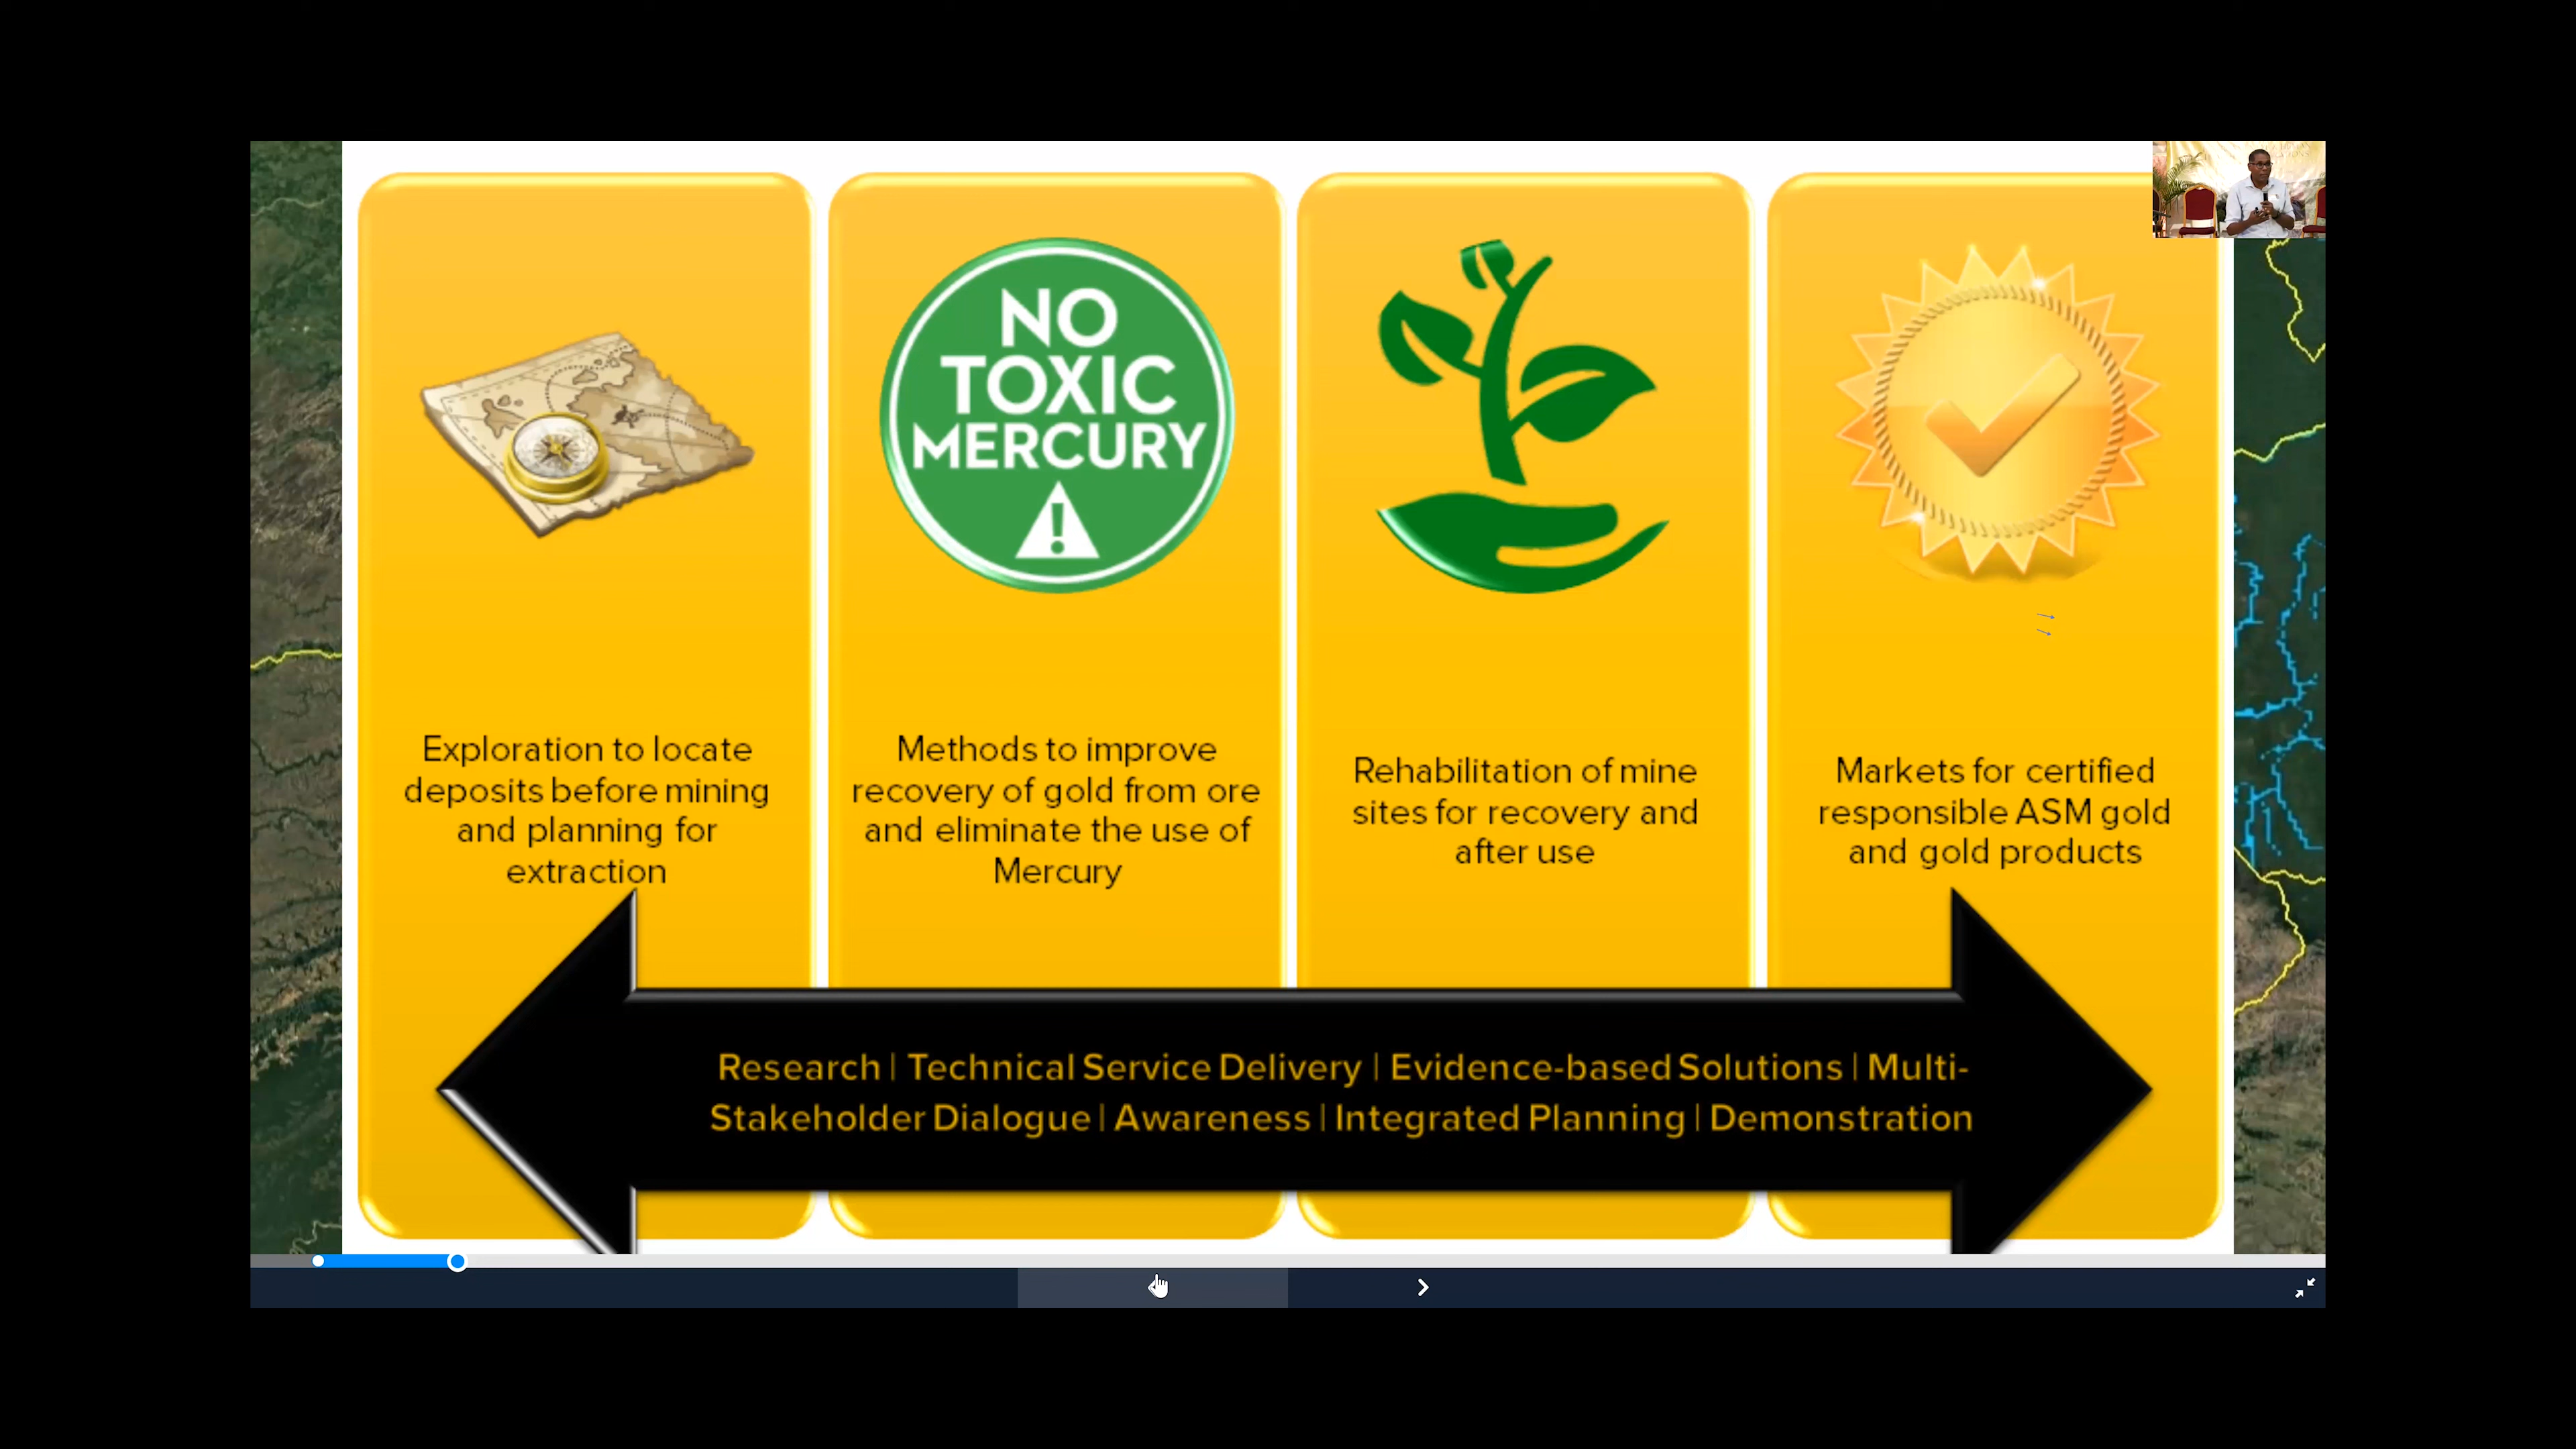 NO
TOXIC
MERCURY
!
Exploration to locate
deposits before mining
and planning for
extraction
Methods to improve
recovery of gold from ore
and eliminate the use of
Mercury
Rehabilitation of mine
sites for recovery and
after use
Markets for certified
responsible ASM gold
and gold products
Research | Technical Service Delivery | Evidence-based Solutions | Multi-
Stakeholder Dialogue | Awareness | Integrated Planning | Demonstration